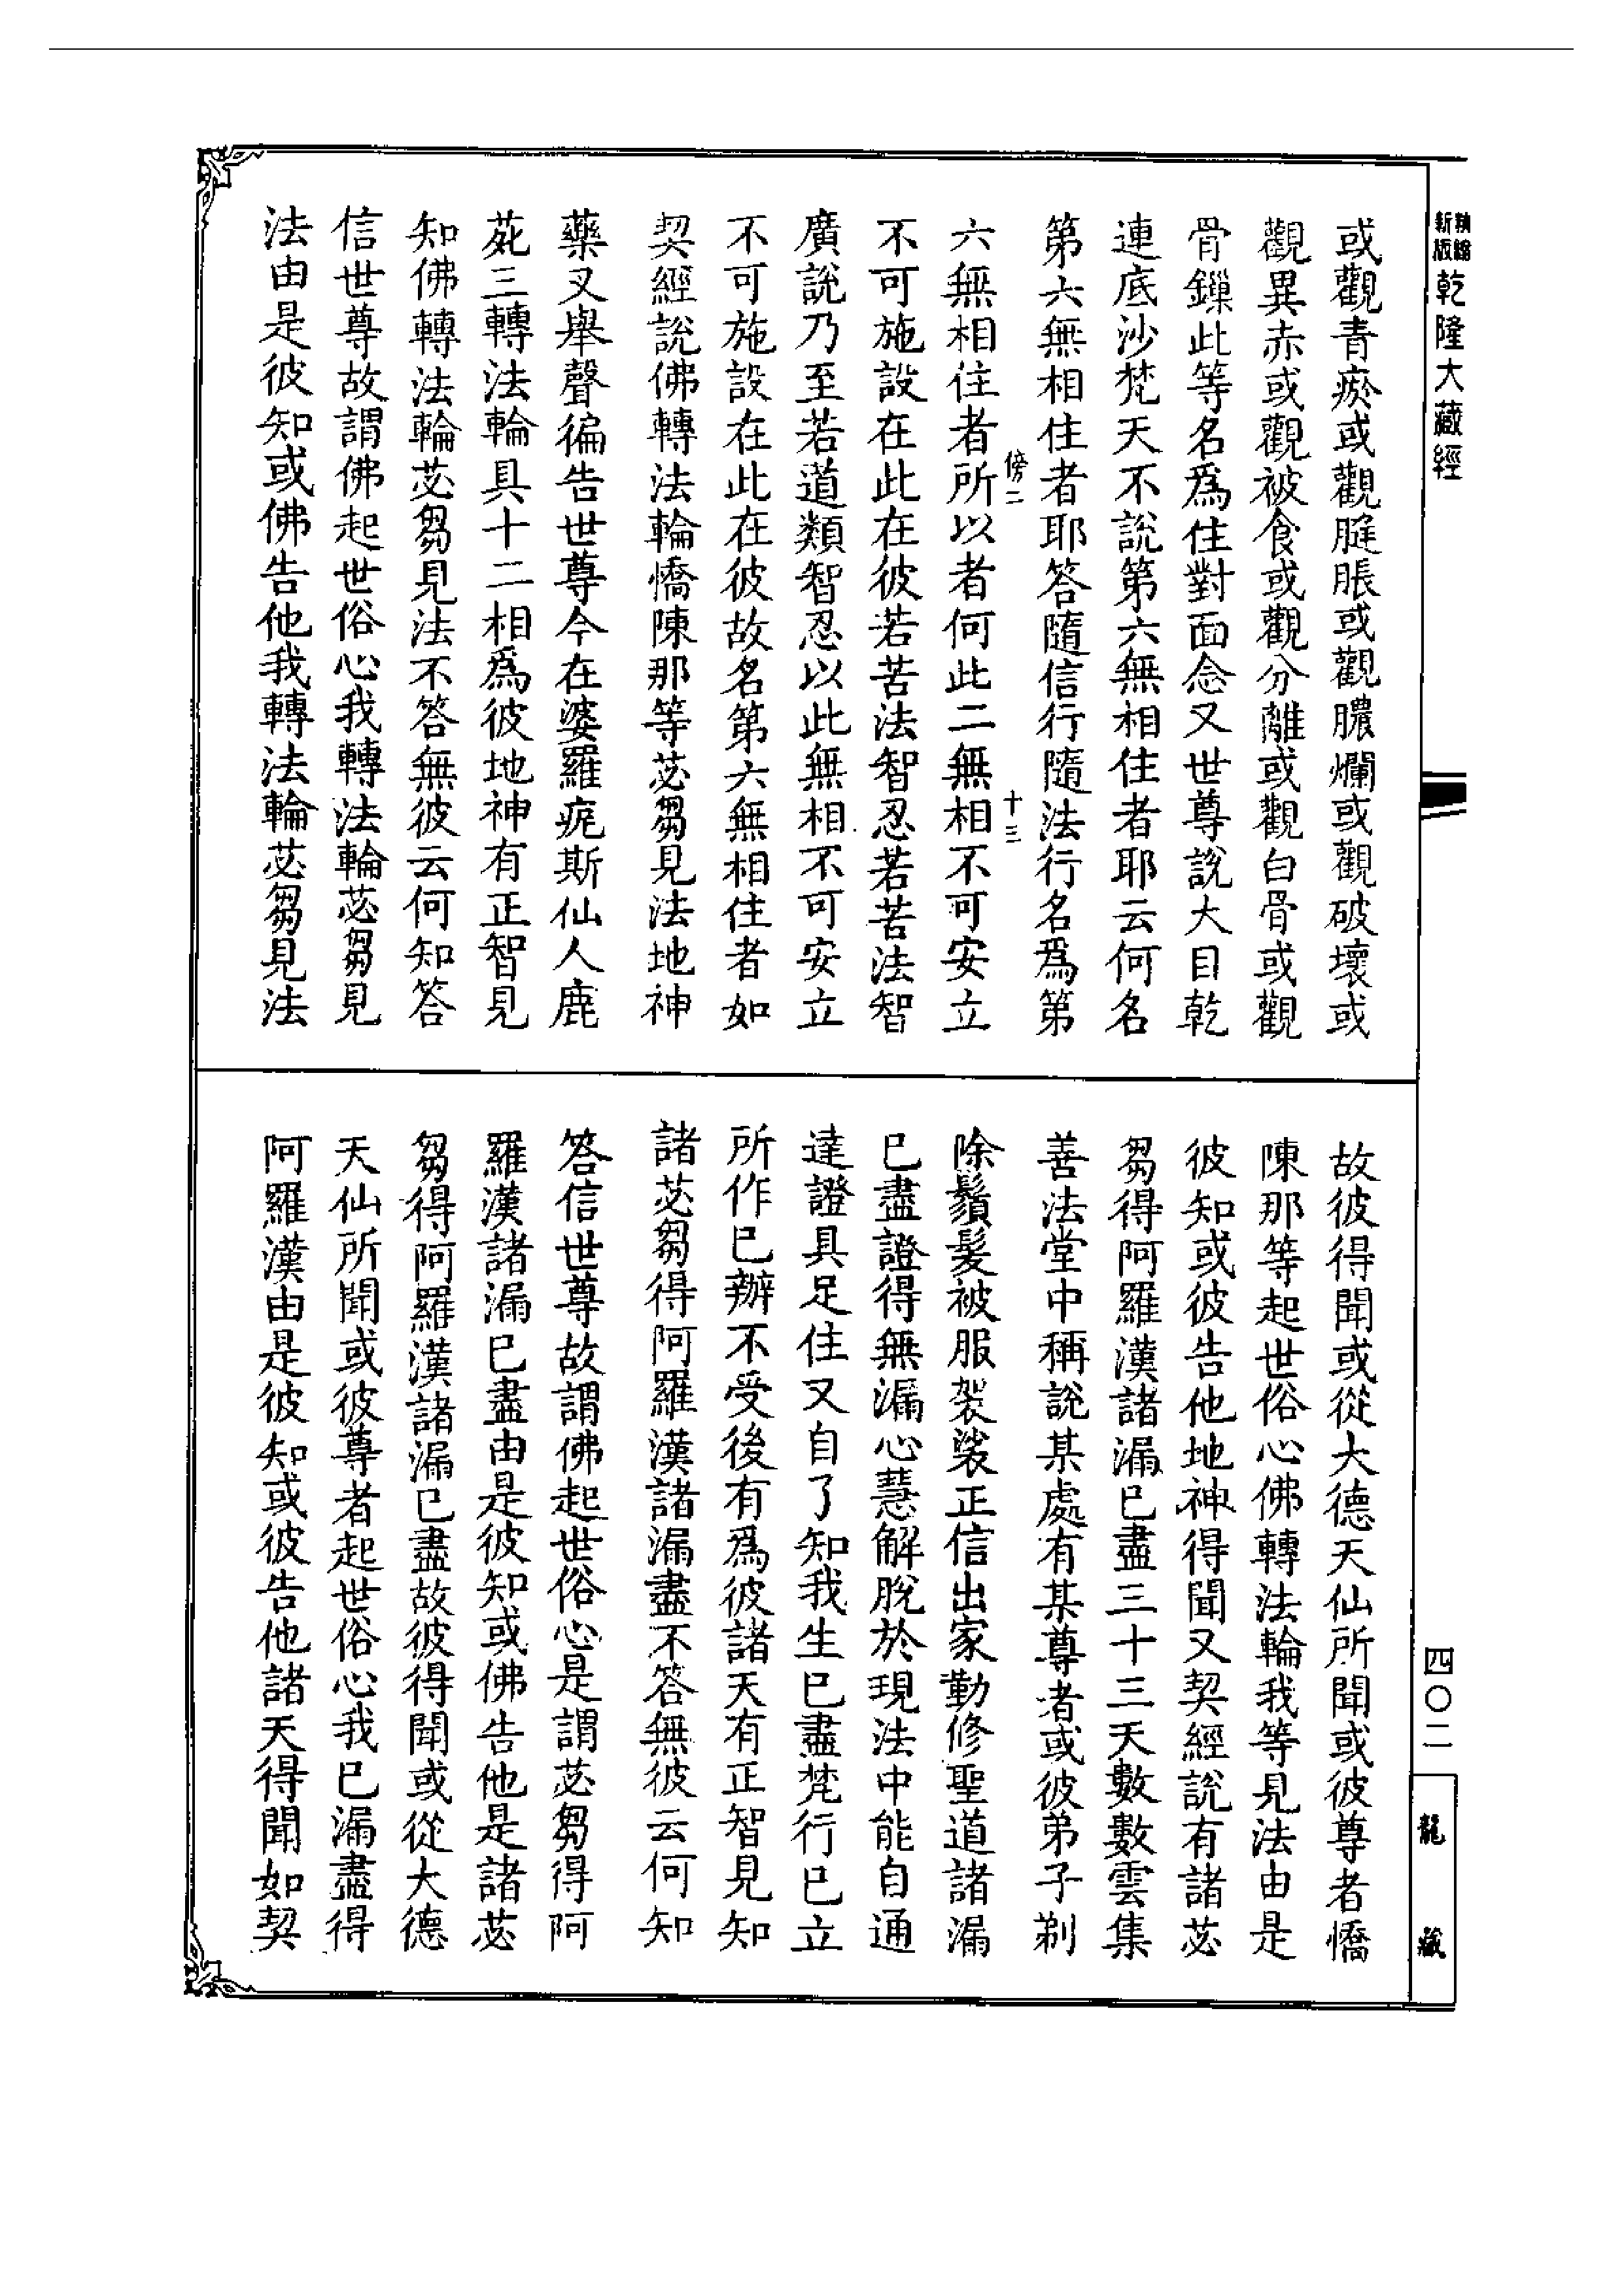 新版
乾隆大藏經
或觀青瘀或觀膖脹或觀膿爛或觀破壞或
觀異赤或觀被食或觀分離或觀白骨或觀
骨鏁此等名爲住對面念又世尊說大目乾
連底沙梵天不說第六無相住者耶云何名
第六無相住者耶答隨信行隨法行名爲第
傍二
十三
六無相住者所以者何此二無相不可安立
不可施設在此在彼若苦法智忍若苦法智
廣說乃至若道類智忍以此無相不可安立
不可施設在此在彼故名第六無相住者如
契經說佛轉法輪憍陳那等苾芻見法地神
藥叉舉聲徧告世尊今在婆羅痆斯仙人鹿
苑三轉法輪具十二相爲彼地神有正智見
知佛轉法輪苾芻見法不答無彼云何知答
信世尊故謂佛起世俗心我轉法輪苾芻見
法由是彼知或佛告他我轉法輪苾芻見法
故彼得聞或從大德天仙所聞或彼尊者憍
陳那等起世俗心佛轉法輪我等見法由是
彼知或彼告他地神得聞又契經說有諸苾
芻得阿羅漢諸漏巳盡三十三天數數雲集
善法堂中稱說某處有某尊者或彼弟子剃
除鬚髮被服袈裟正信出家勤修聖道諸漏
巳盡證得無漏心慧解脫於現法中能自通
達證具足住又自了知我生巳盡梵行巳立
所作巳辦不受後有爲彼諸天有正智見知
諸苾芻得阿羅漢諸漏盡不答無彼云何知
答信世尊故謂佛起世俗心是謂苾芻得阿
羅漢諸漏巳盡由是彼知或佛告他是諸苾
芻得阿羅漢諸漏巳盡故彼得聞或從大德
天仙所聞或彼尊者起世俗心我巳漏盡得
阿羅漢由是彼知或彼告他諸天得聞如契
四〇二
龍藏